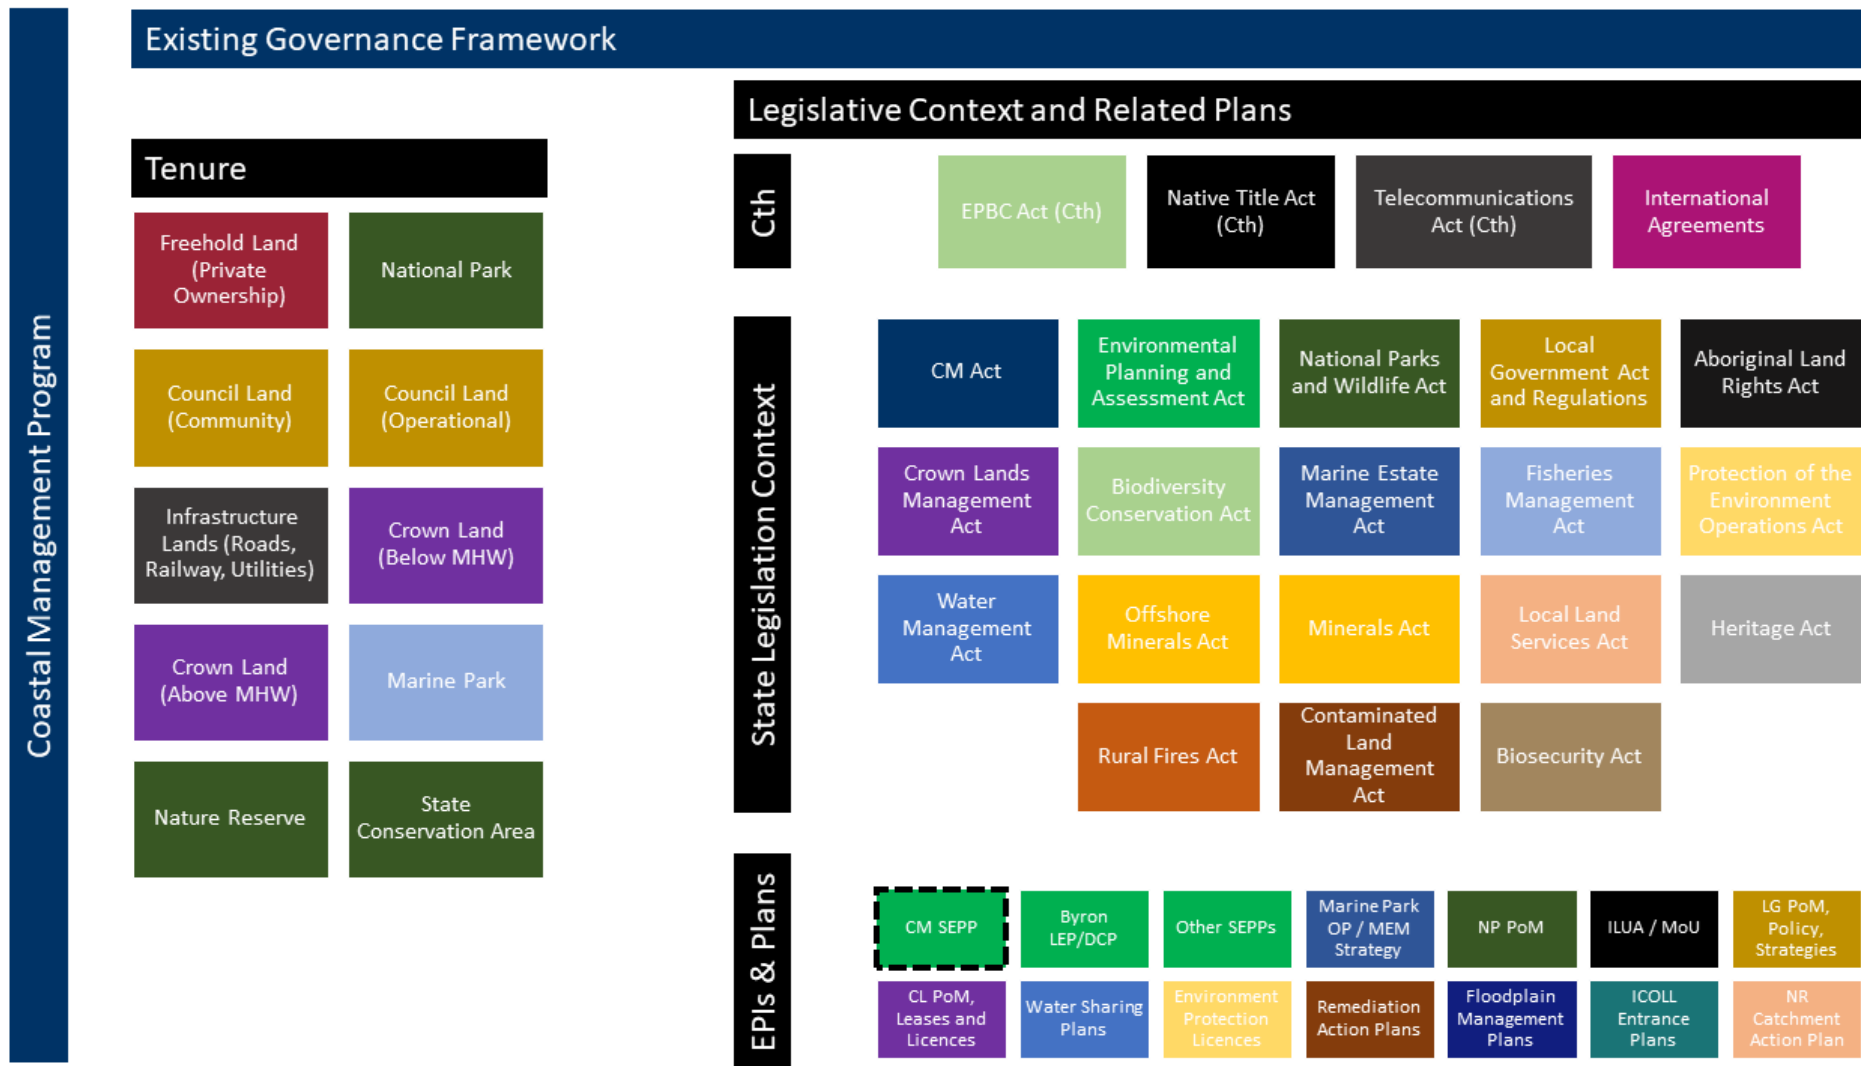 Coastal Management Program
Existing Governance Framework
Tenure
Freehold Land
(Private
Ownership)
National Park
Council Land
(Community)
Council Land
(Operational)
Infrastructure
Lands (Roads,
Railway, Utilities)
Crown Land
(Below MHW)
Crown Land
(Above MHW)
Marine Park
Nature Reserve
State
Conservation Area
Legislative Context and Related Plans
Cth
EPBC Act (Cth)
Native Title Act
(Cth)
Telecommunications
Act (Cth)
International
Agreements
State Legislation Context
CM Act
Environmental
Planning and
Assessment Act
National Parks
and Wildlife Act
Local
Government Act
and Regulations
Aboriginal Land
Rights Act
Crown Lands
Management
Act
Biodiversity
Conservation Act
Marine Estate
Management
Act
Fisheries
Management
Act
Protection of the
Environment
Operations Act
Water
Management
Act
Offshore
Minerals Act
Minerals Act
Local Land
Services Act
Heritage Act
Rural Fires Act
Contaminated
Land
Management
Act
Biosecurity Act
EPIs & Plans
CM SEPP
Byron
LEP/DCP
Other SEPPs
Marine Park
OP / MEM
Strategy
NP PoM
ILUA / MoU
LG PoM,
Policy,
Strategies
CL PoM,
Leases and
Licences
Water Sharing
Plans
Environment
Protection
Licences
Remediation
Action Plans
Floodplain
Management
Plans
ICOLL
Entrance
Plans
NR
Catchment
Action Plan